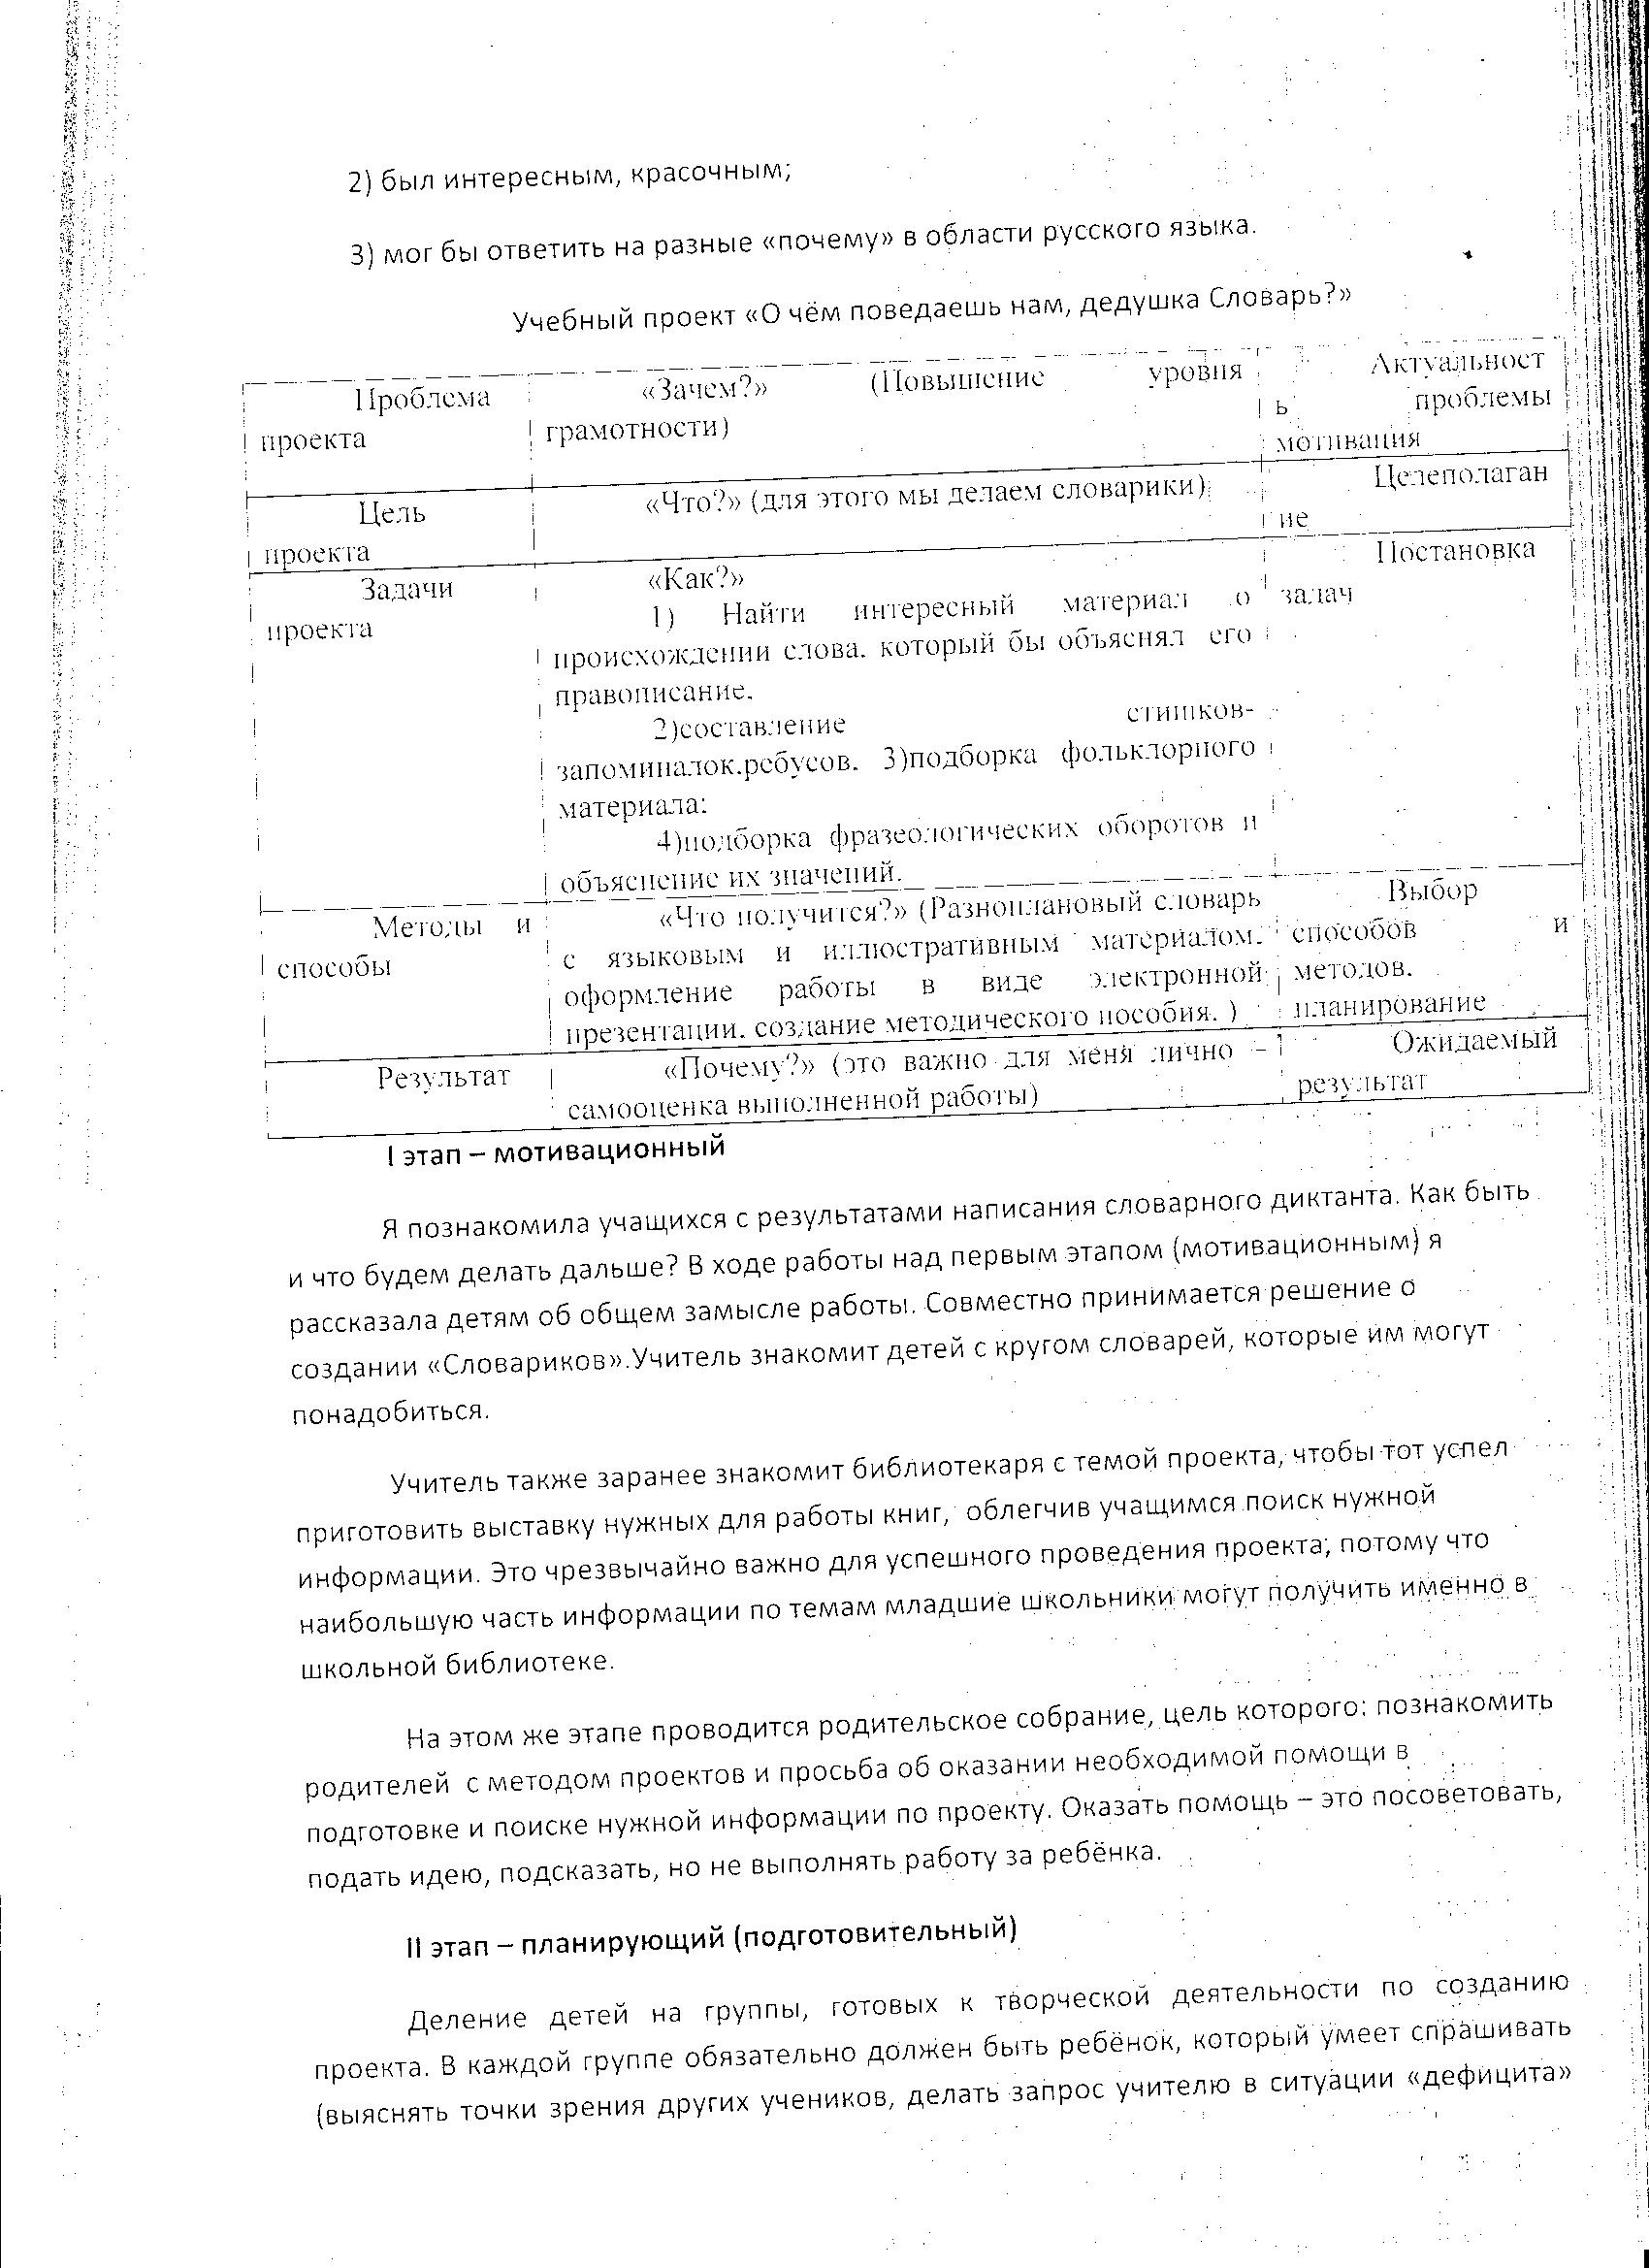 2) был интересным, красочным;
3) мог бы ответить на разные «почему» в области русского языка.
Учебный проект «О чём поведаешь нам, дедушка Словарь?»
Проблема
проекта
«Зачем?» (Повышение уровня
грамотности)
Актуальност
ь проблемы
мотивация
Цель
проекта
«Что?» (для этого мы делаем словарики)
Целеполаган
ие
Задачи
проекта
«Как?»
1) Найти интересный материал о
происхождении слова. который бы объяснял его
правописание.
2)составление стишков-
запоминалок.ребусов. 3)подборка фольклорного
материала:
4)подборка фразеологических оборотов и
объяснение их значений.
Постановка
задач
Методы и
способы
«Что получится?» (Разноплановый словарь
с языковым и иллюстративным материалом.
оформление работы в виде электронной
презентации. создание методического пособия. )
Выбор
способов и
методов.
планирование
Результат
«Почему?» (это важно для меня лично –
самооценка выполненной работы)
Ожидаемый
результат
I этап – мотивационный
Я познакомила учащихся с результатами написания словарного диктанта. Как быть
и что будем делать дальше? В ходе работы над первым этапом (мотивационным) я
рассказала детям об общем замысле работы. Совместно принимается решение о
создании «Словариков».Учитель знакомит детей с кругом словарей, которые им могут
понадобиться.
Учитель также заранее знакомит библиотекаря с темой проекта, чтобы тот успел
приготовить выставку нужных для работы книг, облегчив учащимся поиск нужной
информации. Это чрезвычайно важно для успешного проведения проекта, потому что
наибольшую часть информации по темам младшие школьники могут получить именно в
школьной библиотеке.
На этом же этапе проводится родительское собрание, цель которого: познакомить
родителей с методом проектов и просьба об оказании необходимой помощи в
подготовке и поиске нужной информации по проекту. Оказать помощь – это посоветовать,
подать идею, подсказать, но не выполнять работу за ребёнка.
II этап – планирующий (подготовительный)
Деление детей на группы, готовых к творческой деятельности по созданию
проекта. В каждой группе обязательно должен быть ребёнок, который умеет спрашивать
(выяснять точки зрения других учеников, делать запрос учителю в ситуации «дефицита»